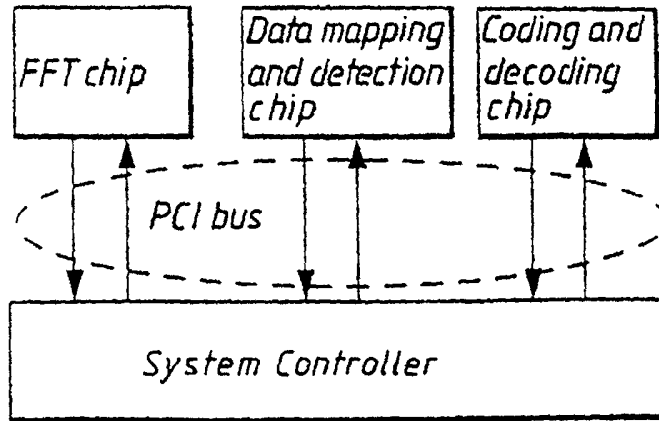 FFT chip
Data mapping
and detection
chip
Coding and
decoding
chip
PCI bus
System Controller